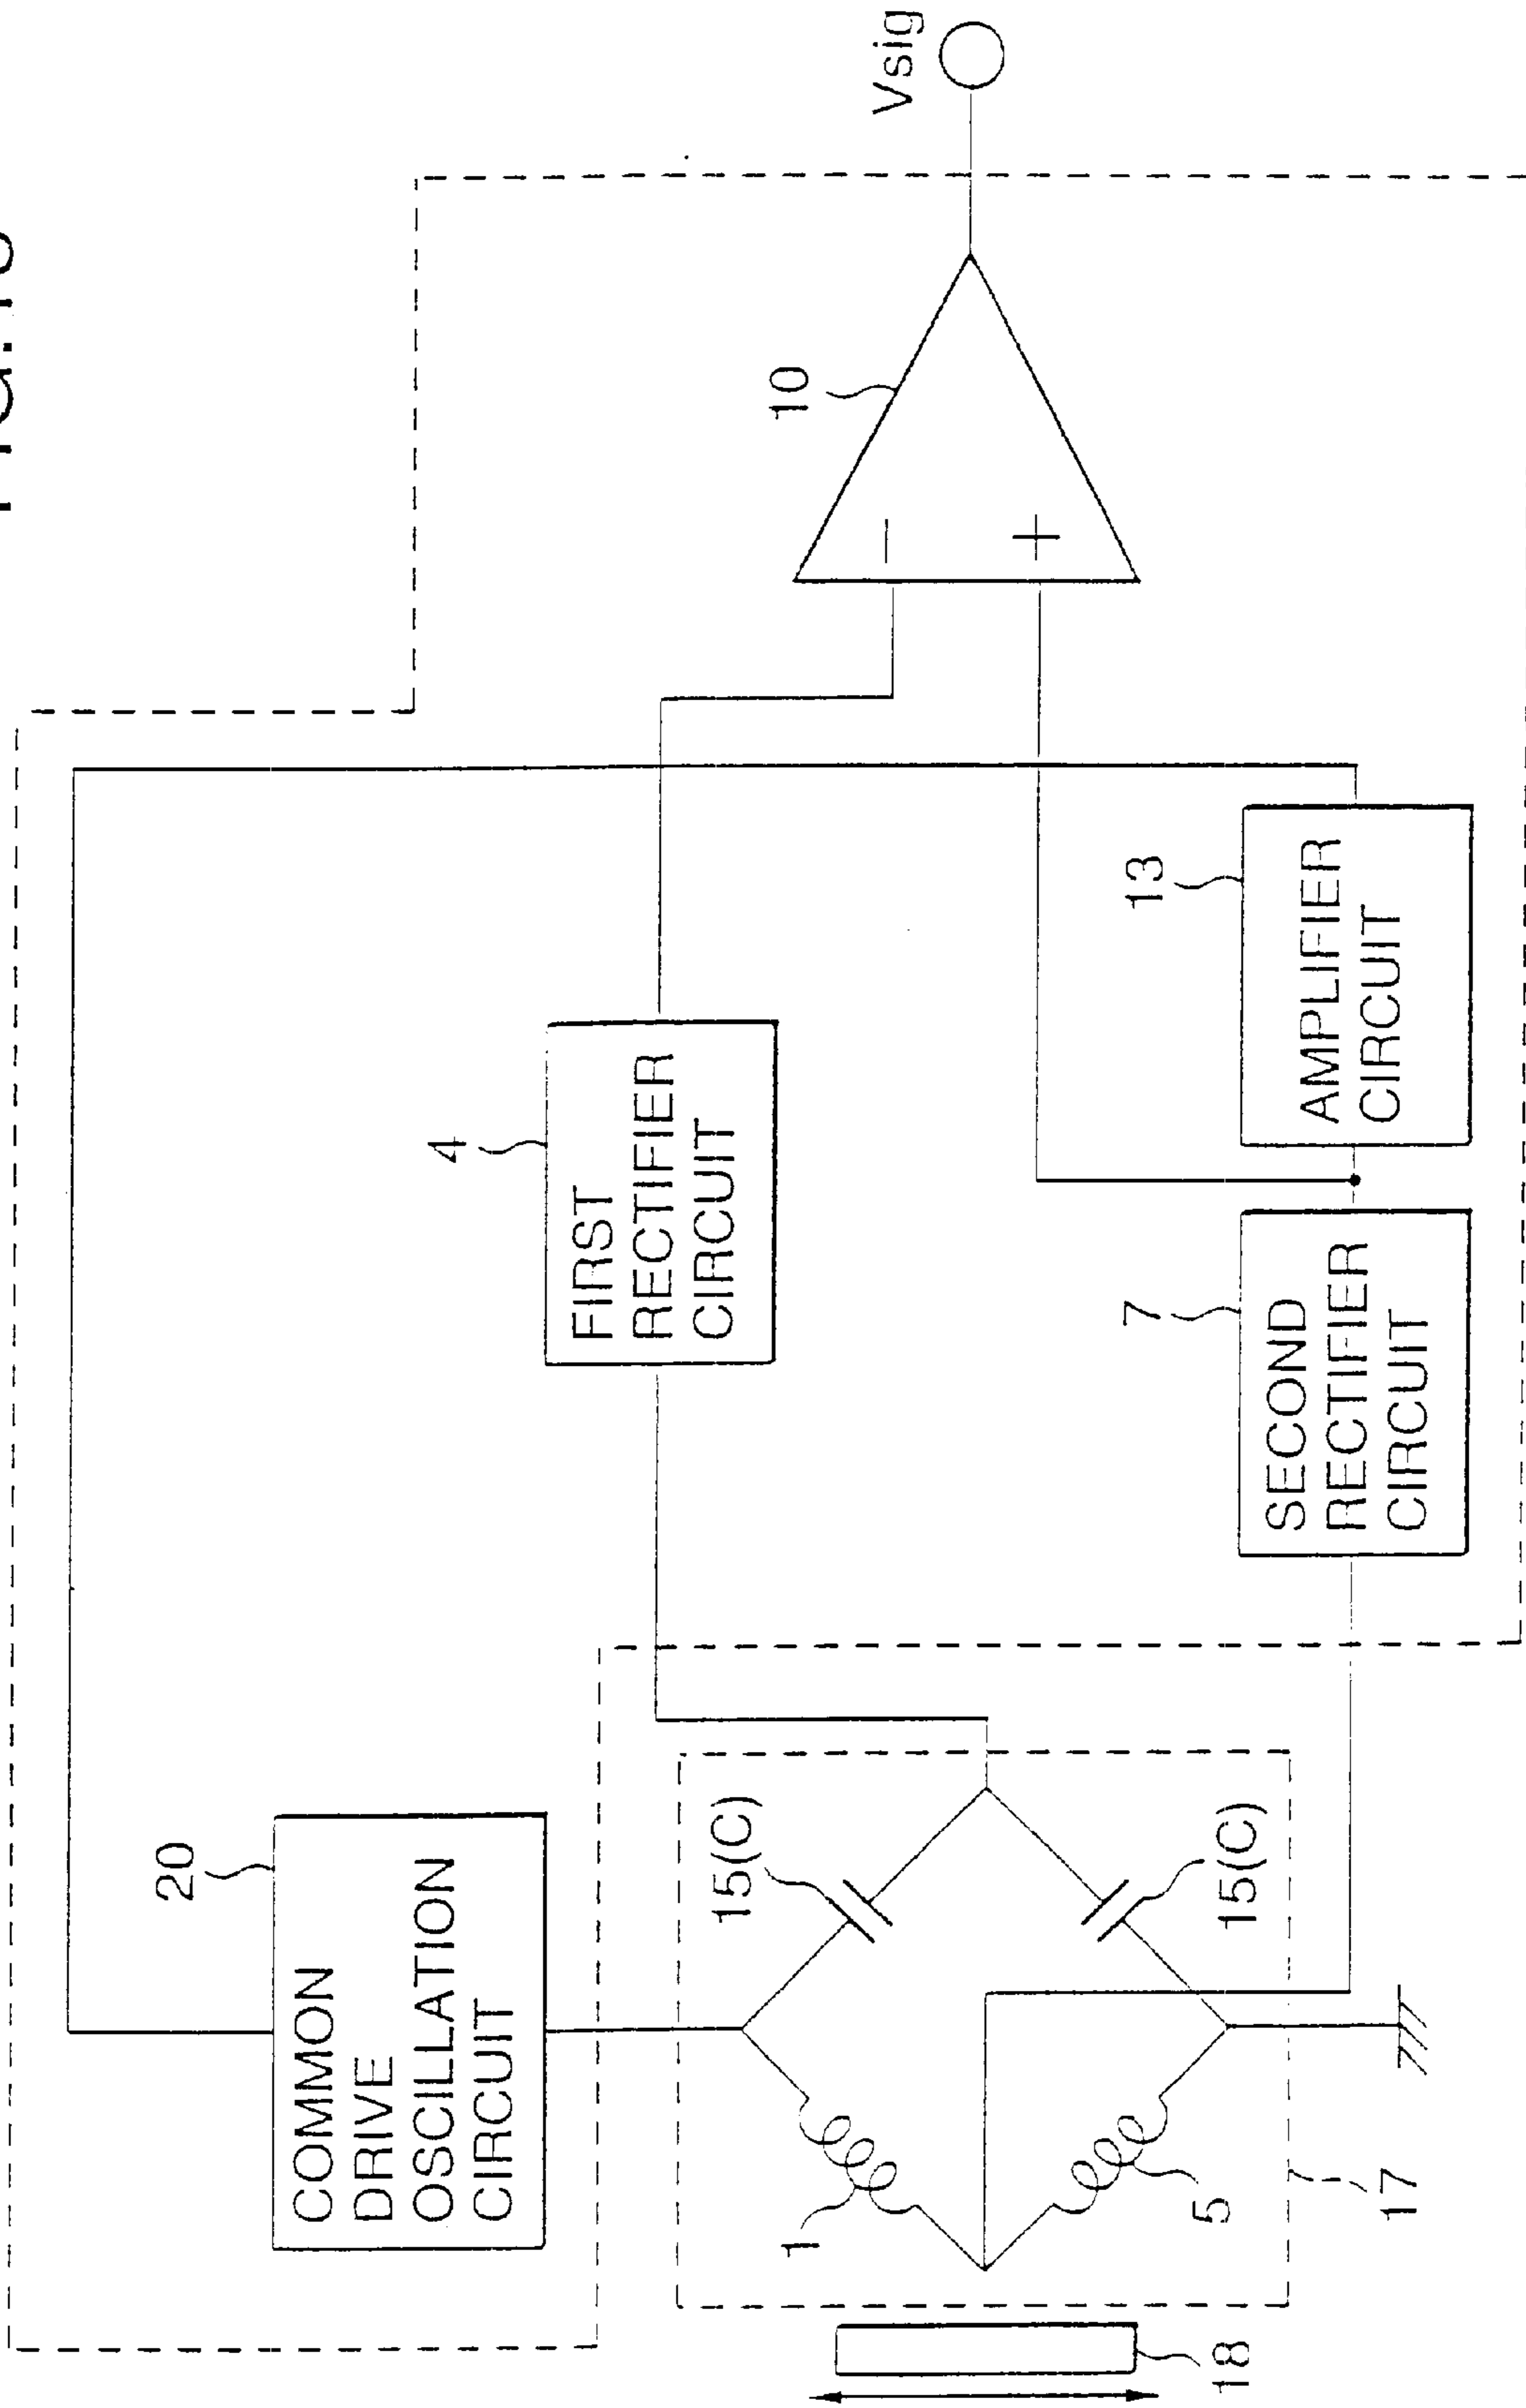 20
COMMON
DRIVE
OSCILLATION
CIRCUIT
4
FIRST
RECTIFIER
CIRCUIT
10
−
+
Vsig
15(C)
15(C)
1
5
17
18
7
SECOND
RECTIFIER
CIRCUIT
13
AMPLIFIER
CIRCUIT